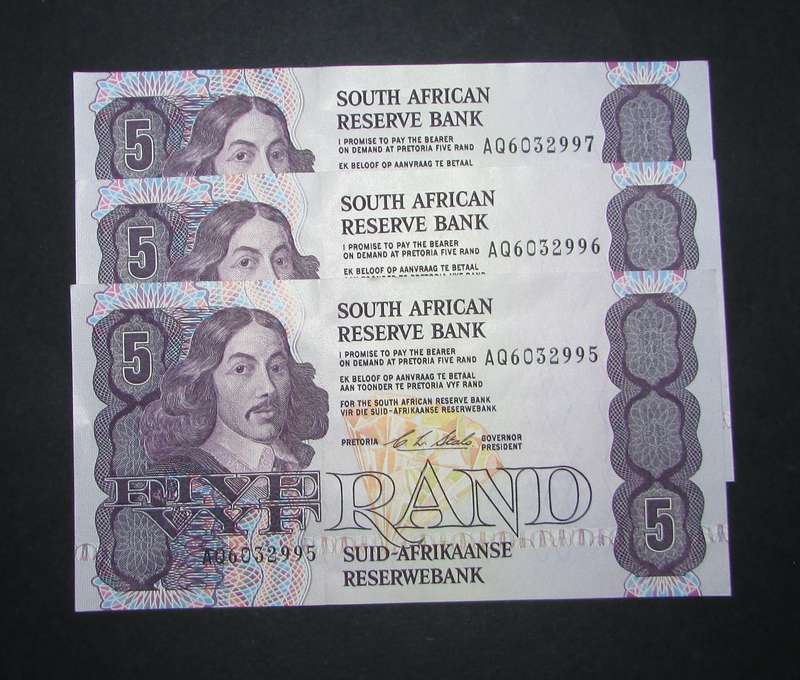 5
SOUTH AFRICAN
RESERVE BANK
I PROMISE TO PAY THE BEARER
ON DEMAND AT PRETORIA FIVE RAND
AQ6032997
EK BELOOF OP AANVRAAG TE BETAAL
5
SOUTH AFRICAN
RESERVE BANK
I PROMISE TO PAY THE BEARER
ON DEMAND AT PRETORIA FIVE RAND
AQ6032996
EK BELOOF OP AANVRAAG TE BETAAL
5
SOUTH AFRICAN
RESERVE BANK
I PROMISE TO PAY THE BEARER
ON DEMAND AT PRETORIA FIVE RAND
AQ6032995
EK BELOOF OP AANVRAAG TE BETAAL
AAN TOONDER TE PRETORIA VYF RAND
FOR THE SOUTH AFRICAN RESERVE BANK
VIR DIE SUID-AFRIKAANSE RESERWEBANK
PRETORIA
GOVERNOR
PRESIDENT
FIVE
VYF
RAND
5
AQ6032995
SUID-AFRIKAANSE
RESERWEBANK